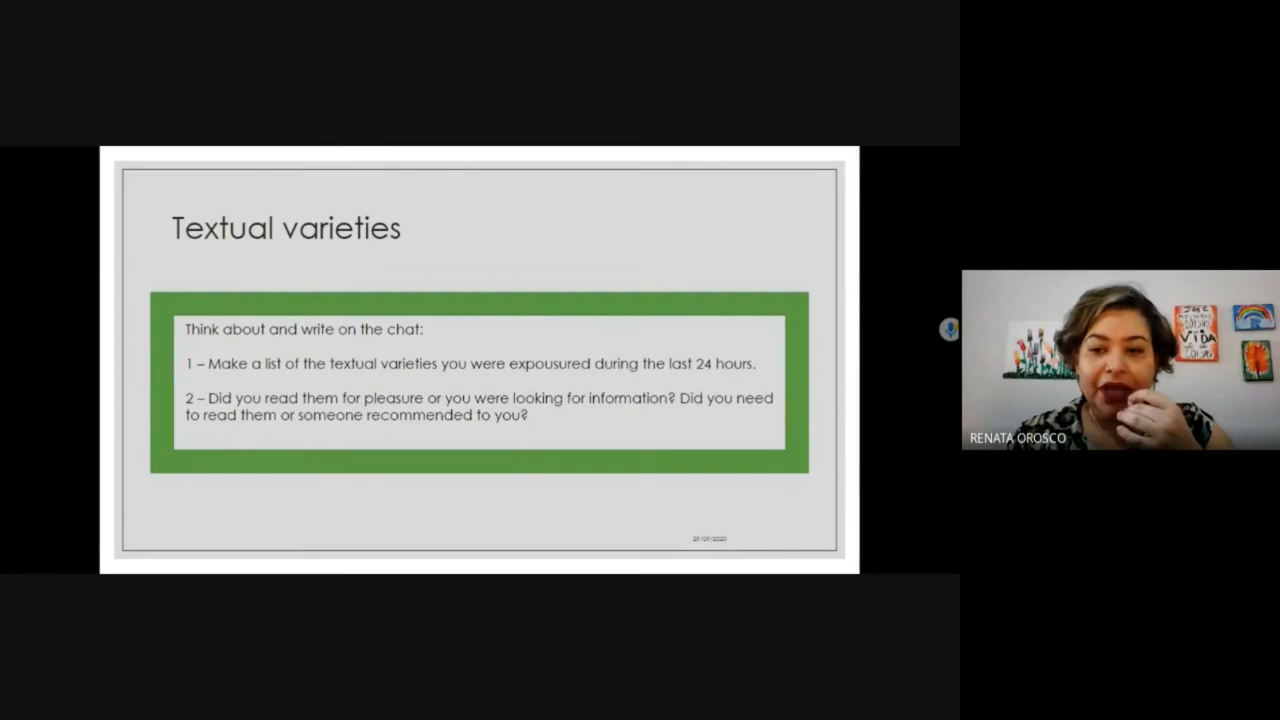 Textual varieties
Think about and write on the chat:
1 – Make a list of the textual varieties you were expousured during the last 24 hours.
2 – Did you read them for pleasure or you were looking for information? Did you need
to read them or someone recommended to you?
RENATA OROSCO
VIDA